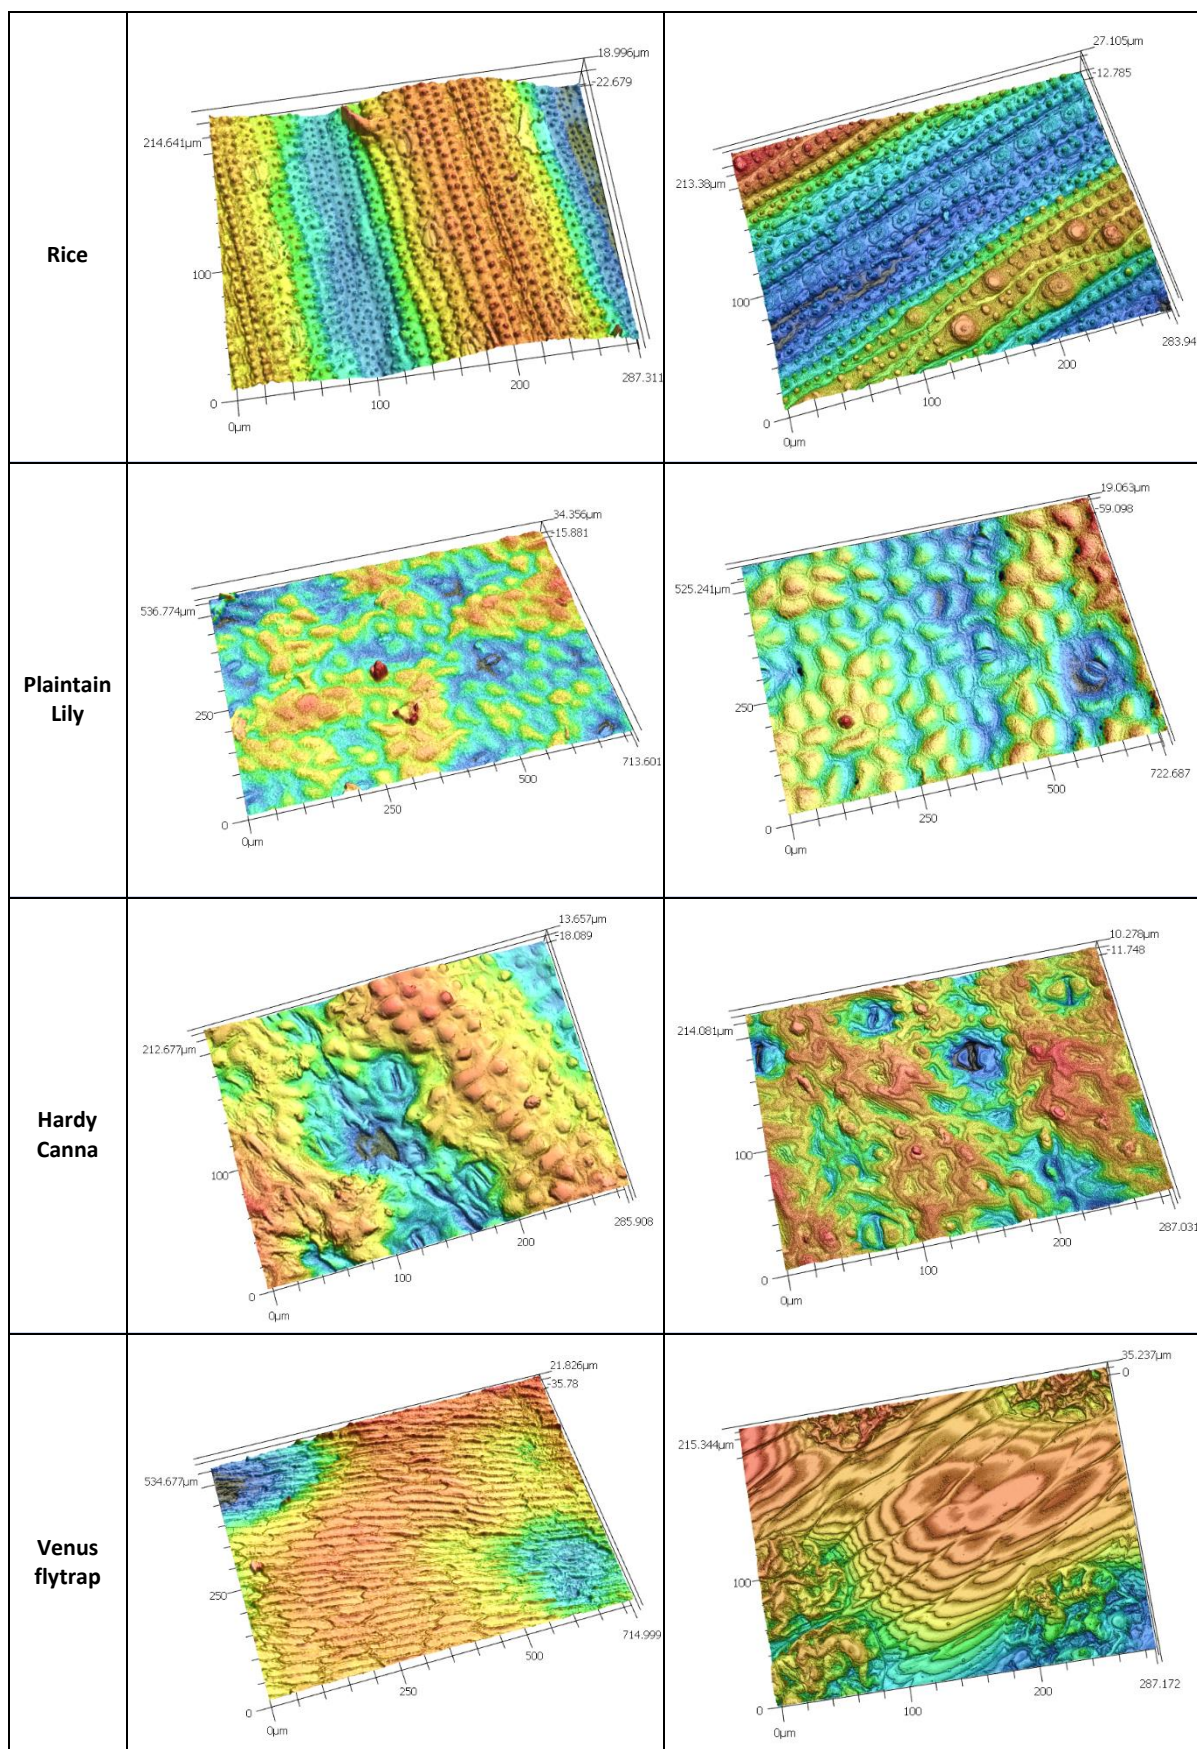 Rice
18.996µm
-22.679
214.641µm
100
0
0µm
100
200
287.311
27.105µm
-12.785
213.38µm
100
0
0µm
100
200
283.94
Plaintain
Lily
34.356µm
-15.881
536.774µm
250
0
0µm
250
500
713.601
19.063µm
-59.098
525.241µm
250
0
0µm
250
500
722.687
Hardy
Canna
13.657µm
-18.089
212.677µm
100
0
0µm
100
200
285.908
10.278µm
-11.748
214.081µm
100
0
0µm
100
200
287.031
Venus
flytrap
21.826µm
-35.78
534.677µm
250
0
0µm
250
500
714.999
35.237µm
0
215.344µm
100
0
0µm
100
200
287.172